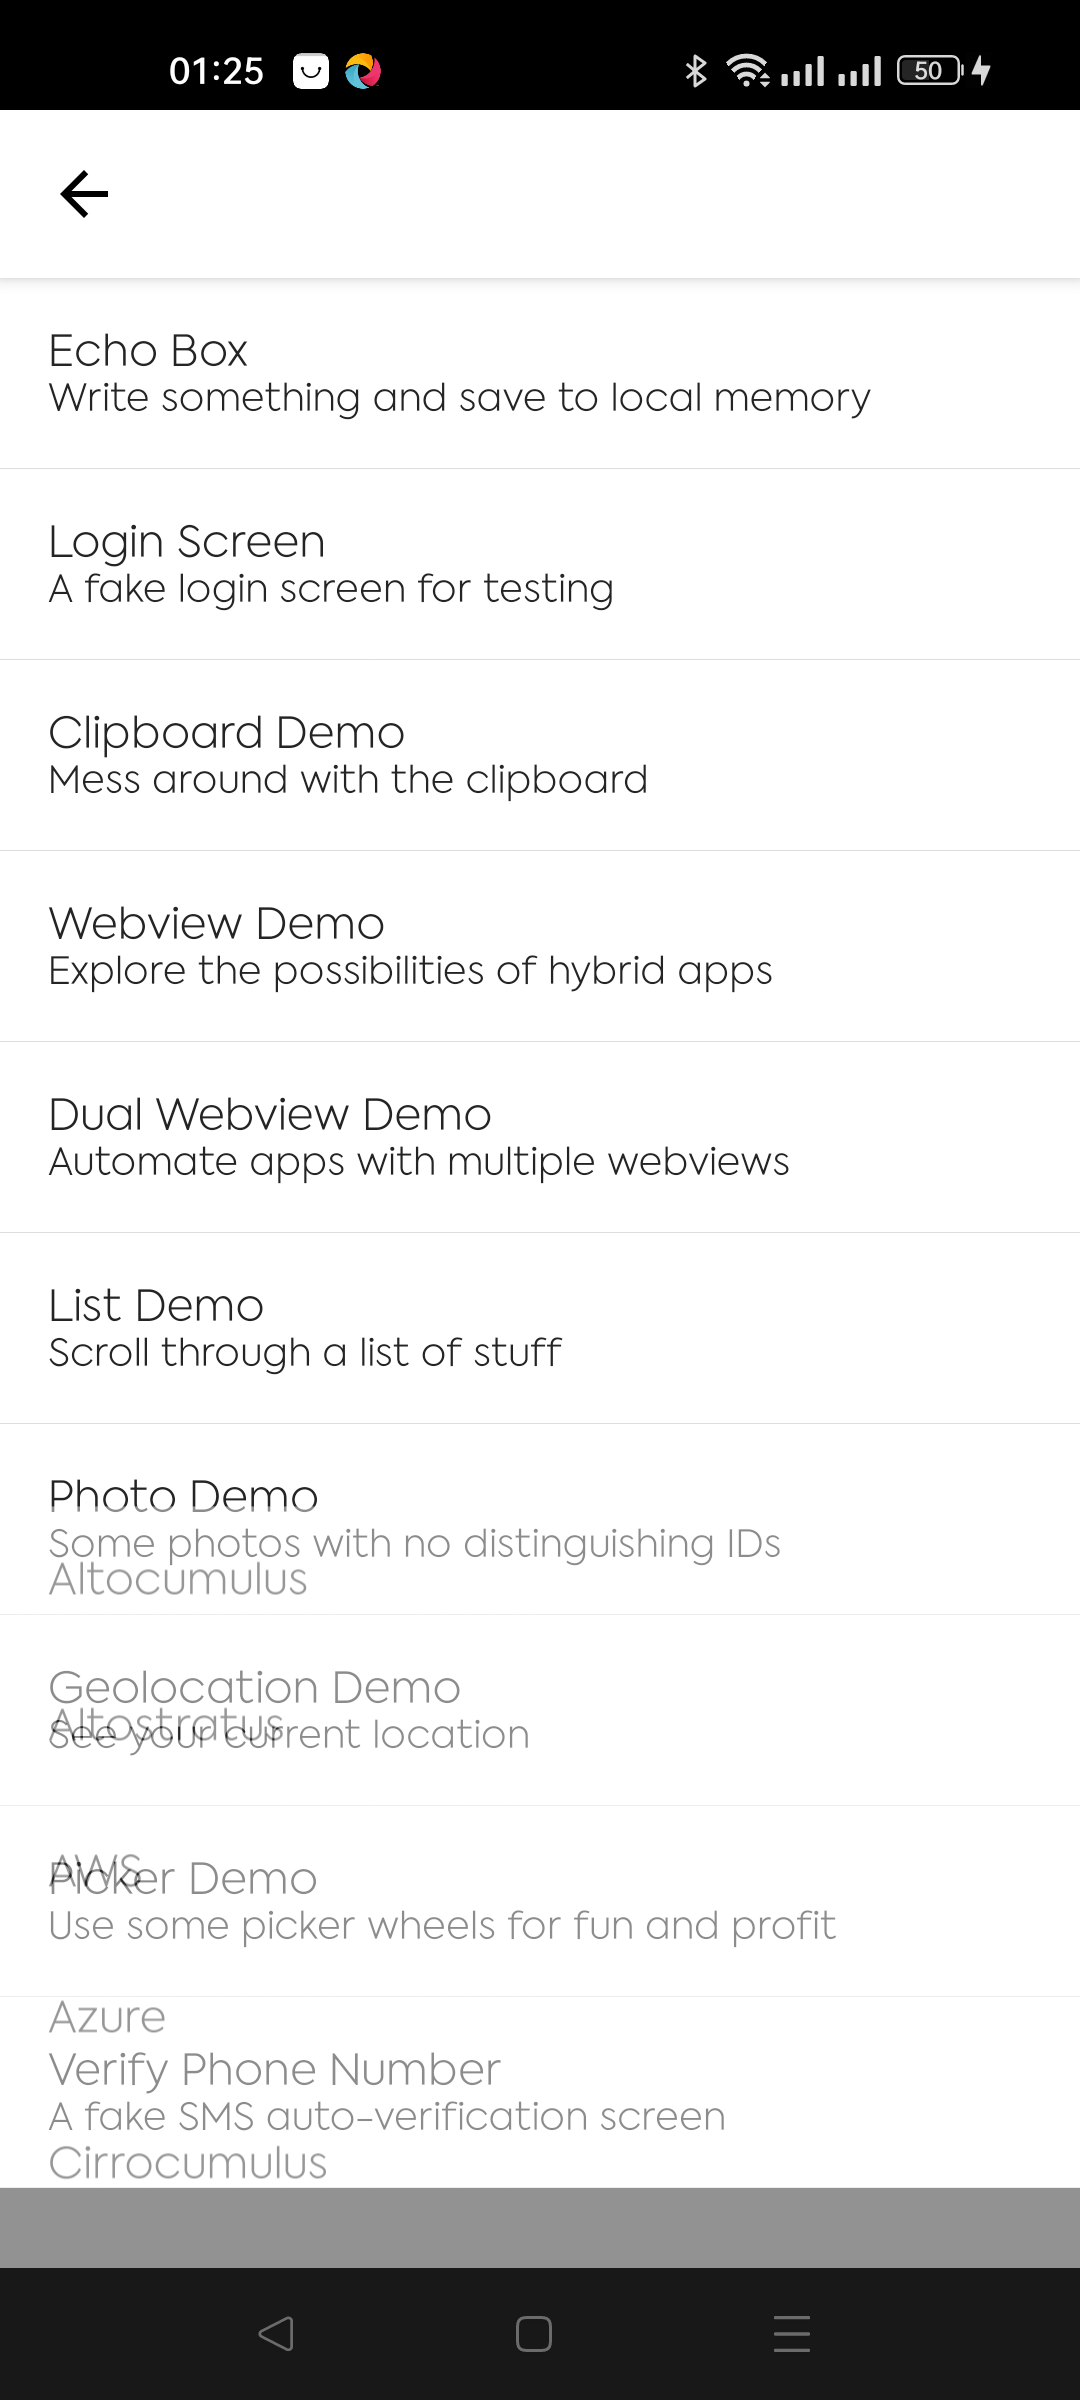 01:25
50
Echo Box
Write something and save to local memory
Login Screen
A fake login screen for testing
Clipboard Demo
Mess around with the clipboard
Webview Demo
Explore the possibilities of hybrid apps
Dual Webview Demo
Automate apps with multiple webviews
List Demo
Scroll through a list of stuff
Photo Demo
Some photos with no distinguishing IDs
Altocumulus
Geolocation Demo
Altostratus
See your current location
AWS
Picker Demo
Use some picker wheels for fun and profit
Azure
Verify Phone Number
A fake SMS auto-verification screen
Cirrocumulus